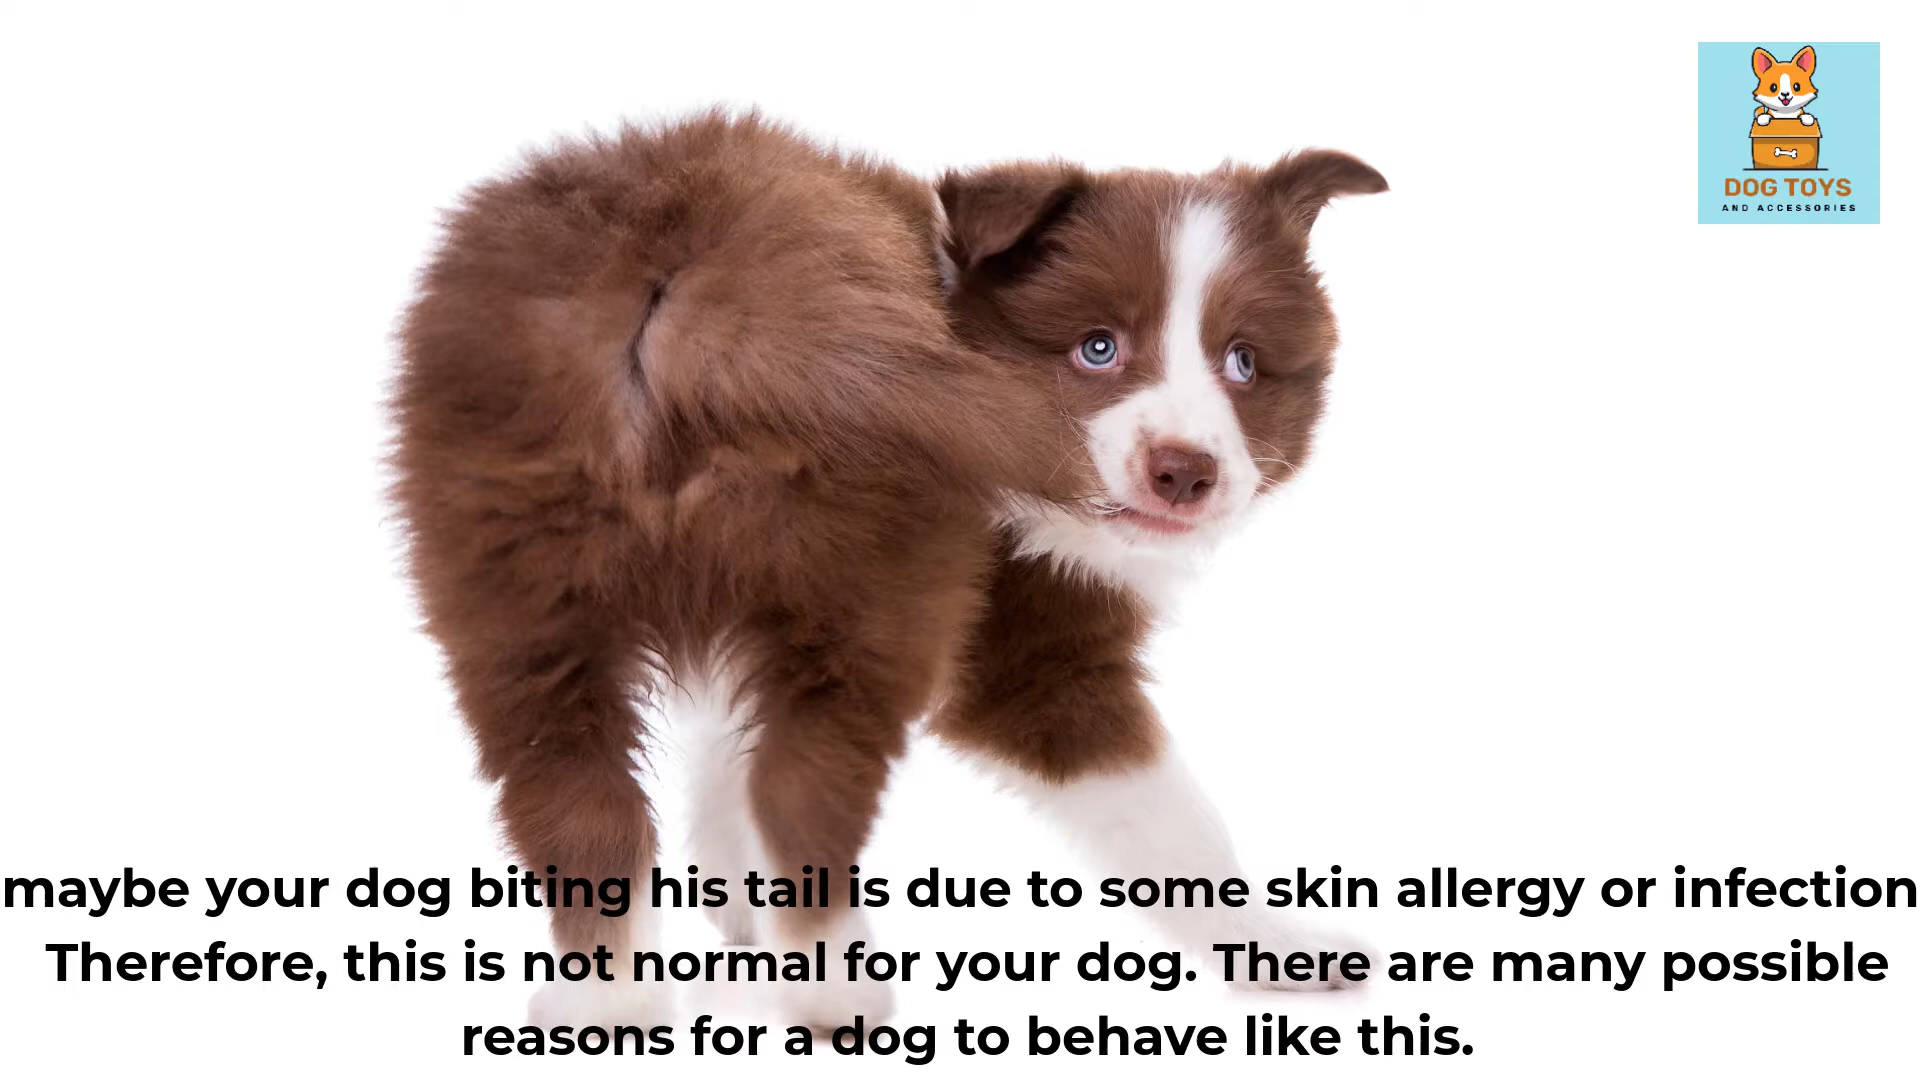 DOG TOYS
AND ACCESSORIES
maybe your dog biting his tail is due to some skin allergy or infection
Therefore, this is not normal for your dog. There are many possible
reasons for a dog to behave like this.